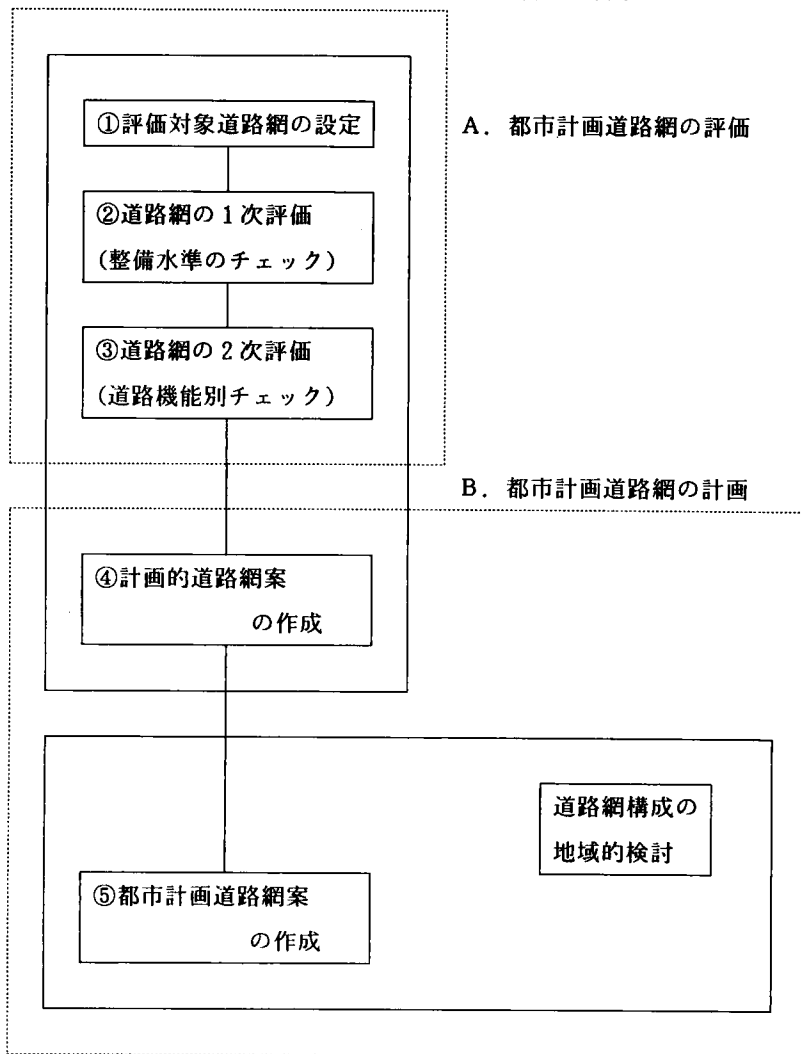 ①評価対象道路網の設定
A．都市計画道路網の評価
②道路網の1次評価
(整備水準のチェック)
③道路網の2次評価
(道路機能別チェック)
B．都市計画道路網の計画
④計画的道路網案
の作成
道路網構成の
地域的検討
⑤都市計画道路網案
の作成